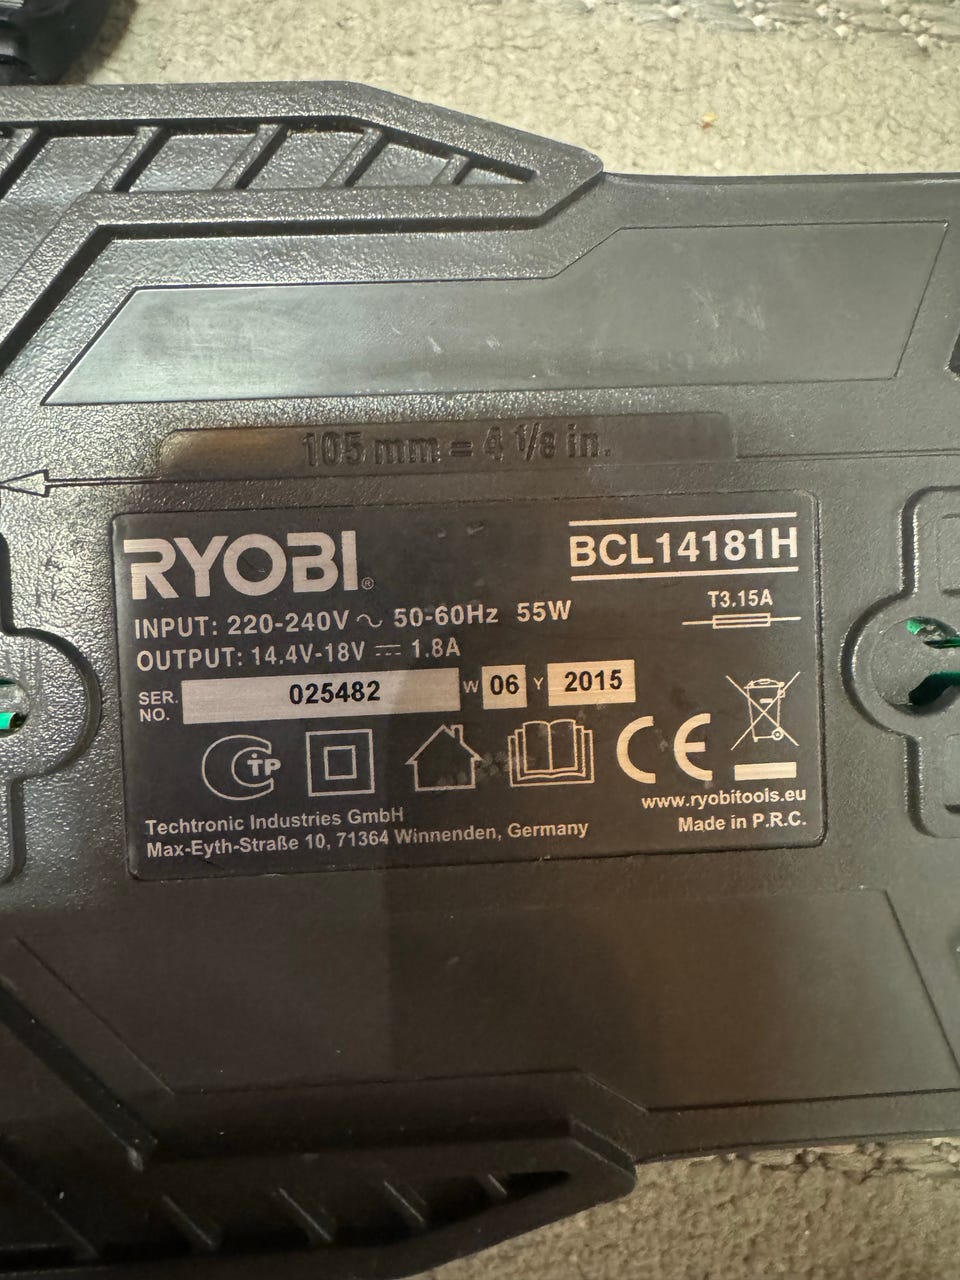 105 mm = 4 1/8 in.
RYOBI®
BCL14181H
INPUT: 220-240V ~ 50-60Hz 55W
T3.15A
OUTPUT: 14.4V-18V ⎓ 1.8A
SER. NO. 025482 W 06 Y 2015
CTP
CE
www.ryobitools.eu
Techtronic Industries GmbH
Made in P.R.C.
Max-Eyth-Straße 10, 71364 Winnenden, Germany